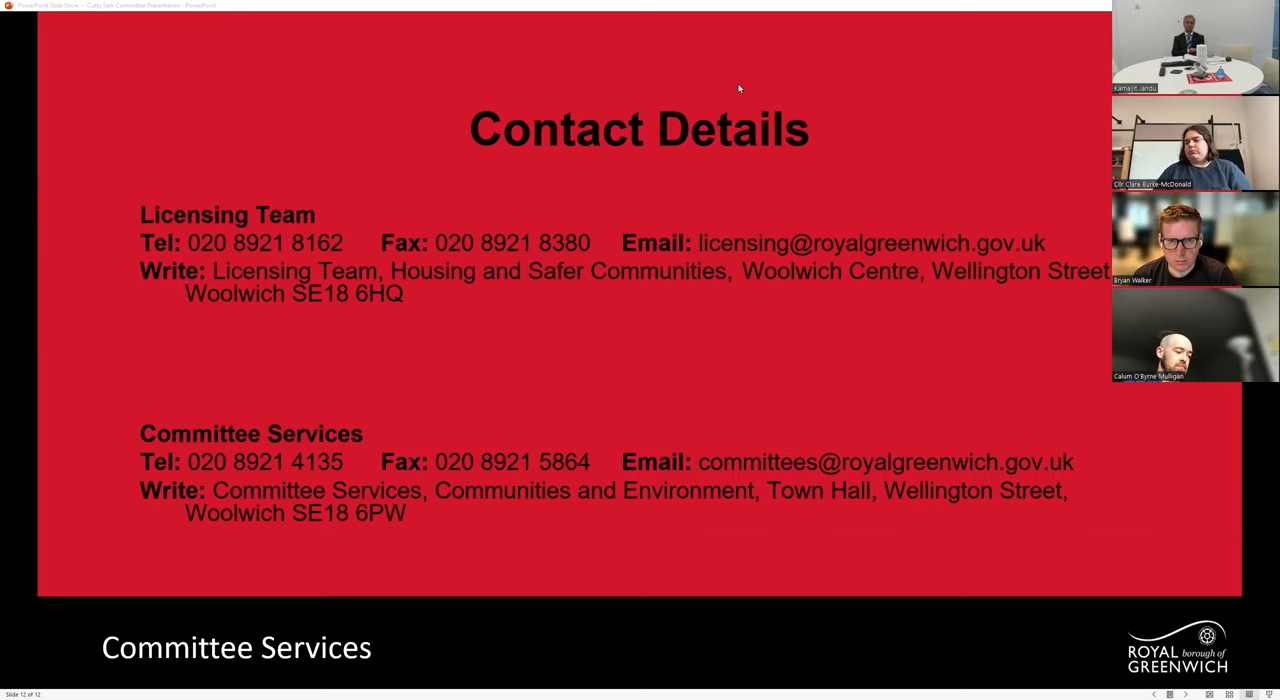 PowerPoint Slide Show - Cutty Sark Committee Presentation - PowerPoint
Contact Details
Licensing Team
Tel: 020 8921 8162 Fax: 020 8921 8380 Email: licensing@royalgreenwich.gov.uk
Write: Licensing Team, Housing and Safer Communities, Woolwich Centre, Wellington Street
Woolwich SE18 6HQ
Committee Services
Tel: 020 8921 4135 Fax: 020 8921 5864 Email: committees@royalgreenwich.gov.uk
Write: Committee Services, Communities and Environment, Town Hall, Wellington Street,
Woolwich SE18 6PW
Kamaljit Jandu
Cllr Clare Burke-McDonald
Bryan Walker
Calum O'Byrne Mulligan
Committee Services
ROYAL borough of
GREENWICH
Slide 12 of 12